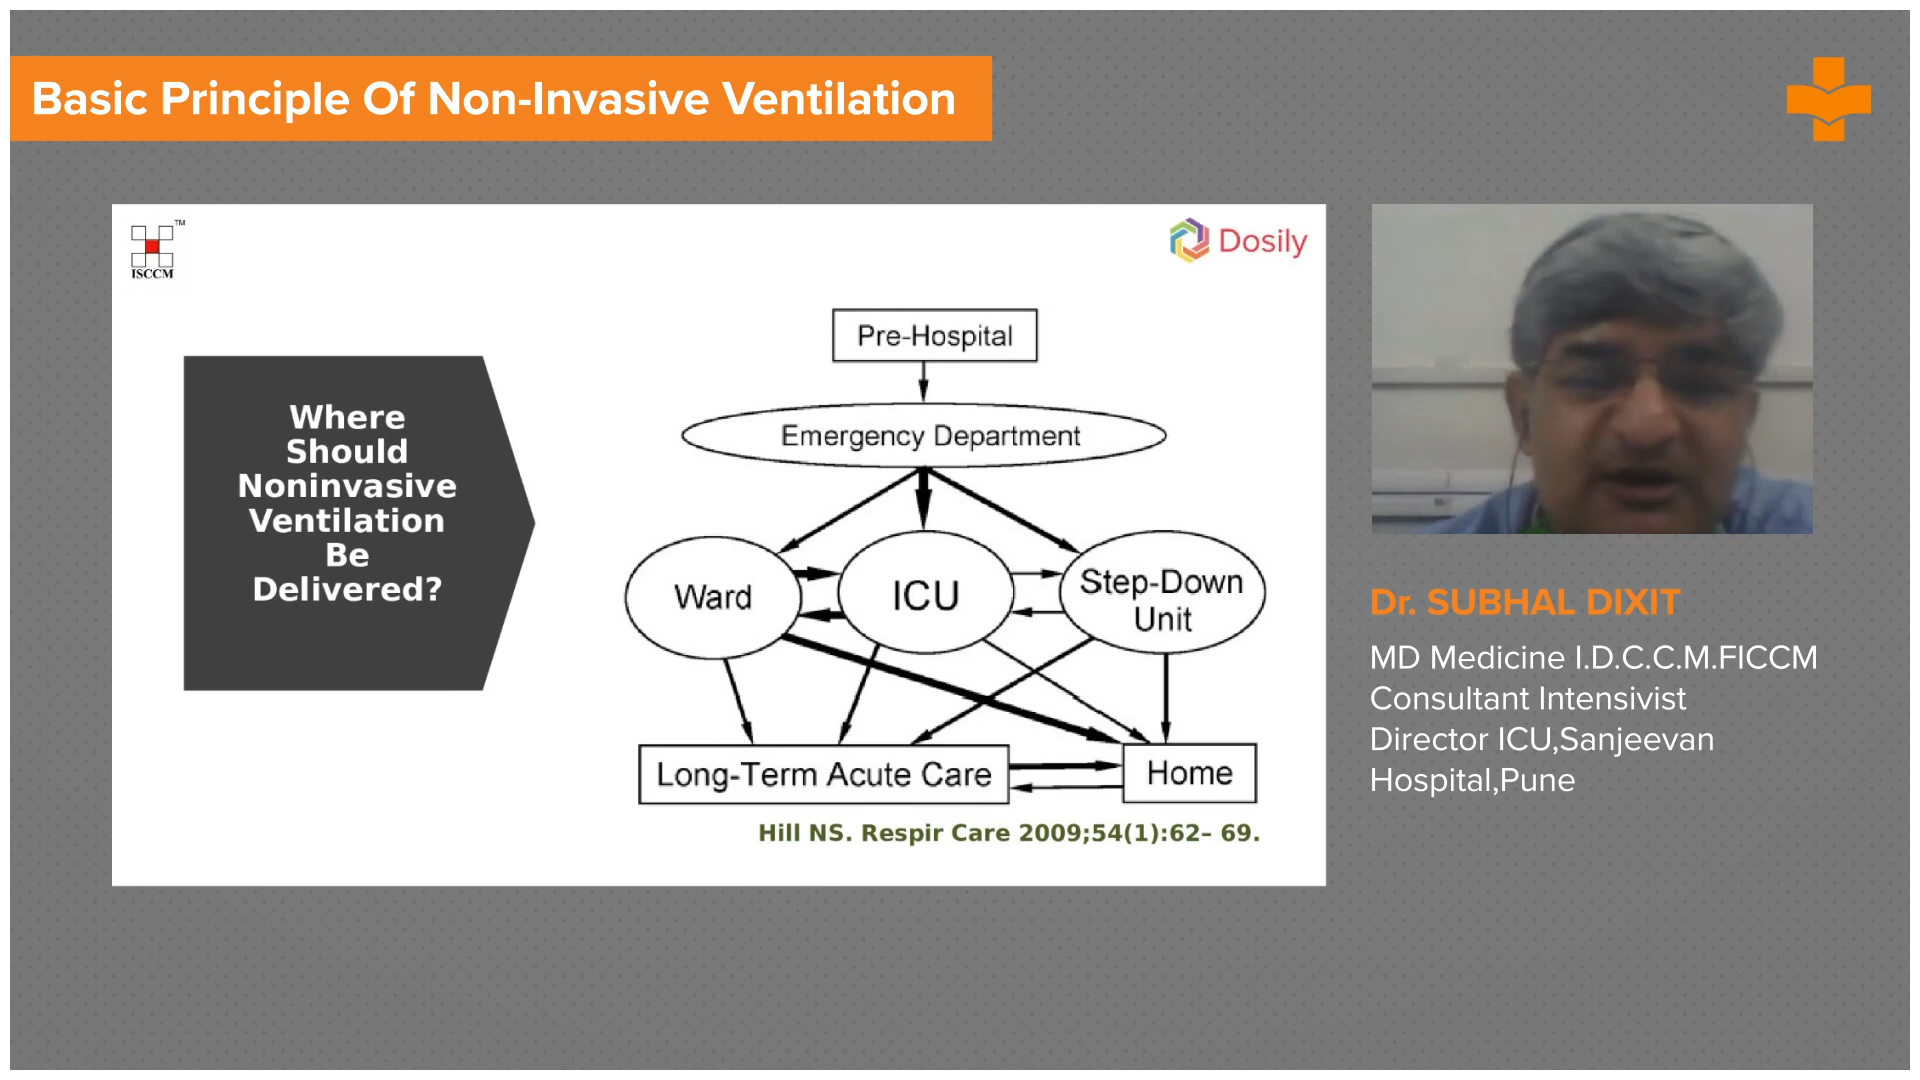 Basic Principle Of Non-Invasive Ventilation
TM
ISCCM
Dosily
Where
Should
Noninvasive
Ventilation
Be
Delivered?
Pre-Hospital
Emergency Department
Ward
ICU
Step-Down
Unit
Long-Term Acute Care
Home
Hill NS. Respir Care 2009;54(1):62– 69.
Dr. SUBHAL DIXIT
MD Medicine I.D.C.C.M.FICCM
Consultant Intensivist
Director ICU,Sanjeevan
Hospital,Pune